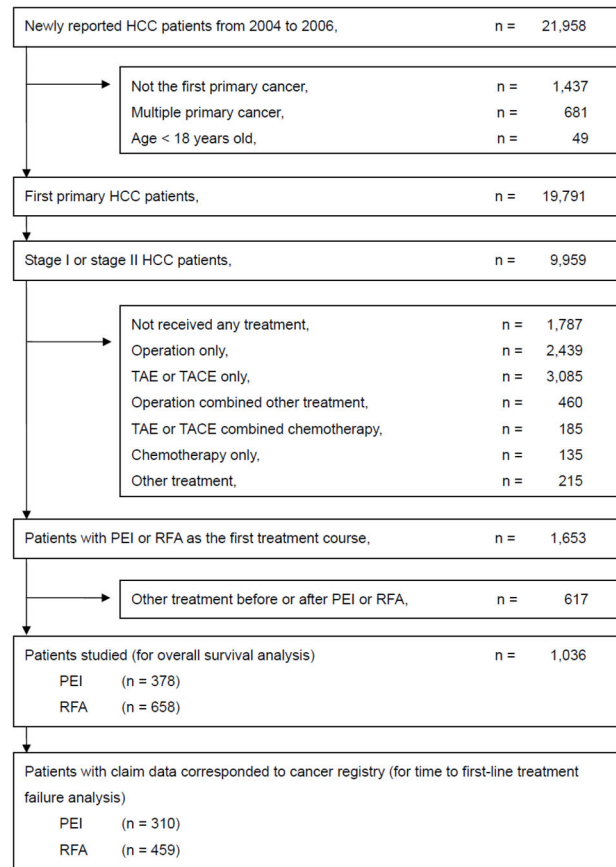 Newly reported HCC patients from 2004 to 2006, n = 21,958
Not the first primary cancer, n = 1,437
Multiple primary cancer, n = 681
Age < 18 years old, n = 49
First primary HCC patients, n = 19,791
Stage I or stage II HCC patients, n = 9,959
Not received any treatment, n = 1,787
Operation only, n = 2,439
TAE or TACE only, n = 3,085
Operation combined other treatment, n = 460
TAE or TACE combined chemotherapy, n = 185
Chemotherapy only, n = 135
Other treatment, n = 215
Patients with PEI or RFA as the first treatment course, n = 1,653
Other treatment before or after PEI or RFA, n = 617
Patients studied (for overall survival analysis) n = 1,036
PEI (n = 378)
RFA (n = 658)
Patients with claim data corresponded to cancer registry (for time to first-line treatment
failure analysis)
PEI (n = 310)
RFA (n = 459)